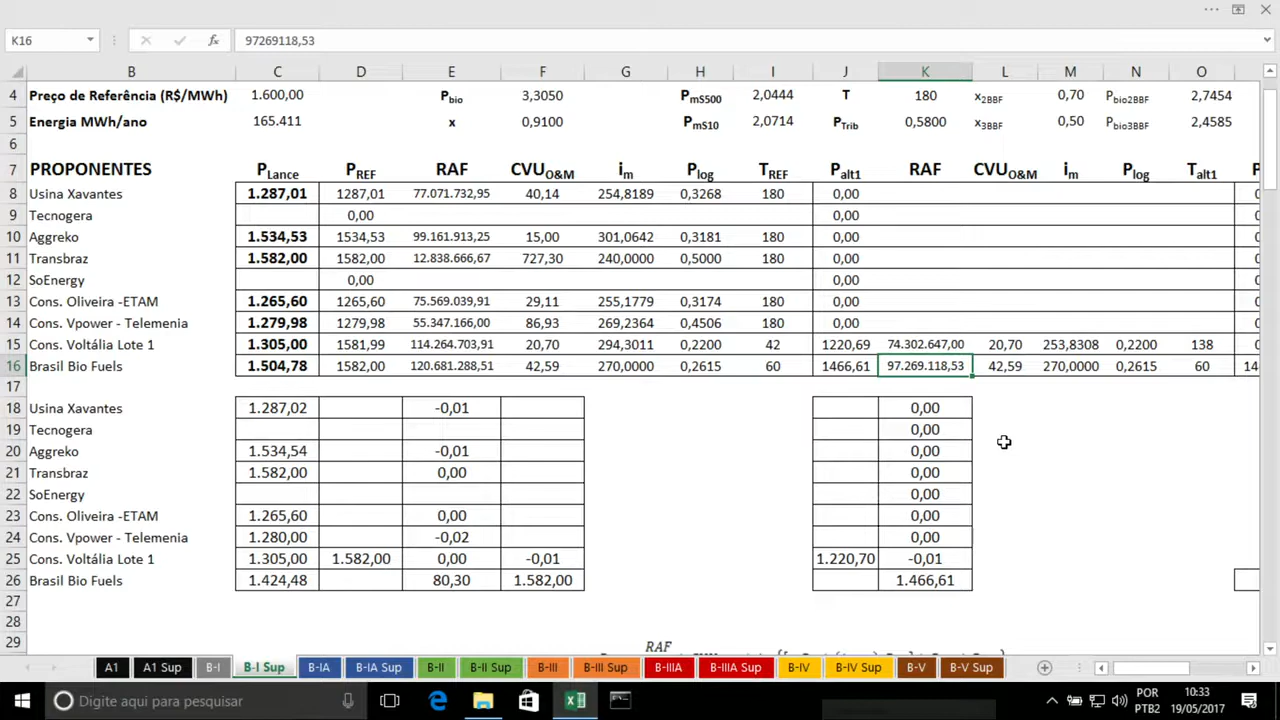 K16 fx 97269118,53
B C D E F G H I J K L M N O
4 Preço de Referência (R$/MWh) 1.600,00 Pbio 3,3050 PmS500 2,0444 T 180 x2BBF 0,70 Pbio2BBF 2,7454
5 Energia MWh/ano 165.411 x 0,9100 PmS10 2,0714 PTrib 0,5800 x3BBF 0,50 Pbio3BBF 2,4585
6
7 PROPONENTES PLance PREF RAF CVUO&M im Plog TREF Palt1 RAF CVUO&M im Plog Talt1
8 Usina Xavantes 1.287,01 1287,01 77.071.732,95 40,14 254,8189 0,3268 180 0,00
9 Tecnogera 0,00 0,00
10 Aggreko 1.534,53 1534,53 99.161.913,25 15,00 301,0642 0,3181 180 0,00
11 Transbraz 1.582,00 1582,00 12.838.666,67 727,30 240,0000 0,5000 180 0,00
12 SoEnergy 0,00 0,00
13 Cons. Oliveira -ETAM 1.265,60 1265,60 75.569.039,91 29,11 255,1779 0,3174 180 0,00
14 Cons. Vpower - Telemenia 1.279,98 1279,98 55.347.166,00 86,93 269,2364 0,4506 180 0,00
15 Cons. Voltália Lote 1 1.305,00 1581,99 114.264.703,91 20,70 294,3011 0,2200 42 1220,69 74.302.647,00 20,70 253,8308 0,2200 138
16 Brasil Bio Fuels 1.504,78 1582,00 120.681.288,51 42,59 270,0000 0,2615 60 1466,61 97.269.118,53 42,59 270,0000 0,2615 60
17
18 Usina Xavantes 1.287,02 -0,01 0,00
19 Tecnogera 0,00
20 Aggreko 1.534,54 -0,01 0,00
21 Transbraz 1.582,00 0,00 0,00
22 SoEnergy 0,00
23 Cons. Oliveira -ETAM 1.265,60 0,00 0,00
24 Cons. Vpower - Telemenia 1.280,00 -0,02 0,00
25 Cons. Voltália Lote 1 1.305,00 1.582,00 0,00 -0,01 1.220,70 -0,01
26 Brasil Bio Fuels 1.424,48 80,30 1.582,00 1.466,61
27
28
29 RAF
A1 A1 Sup B-I B-I Sup B-IA B-IA Sup B-II B-II Sup B-III B-III Sup B-IIIA B-IIIA Sup B-IV B-IV Sup B-V B-V Sup
Digite aqui para pesquisar POR 10:33
PTB2 19/05/2017